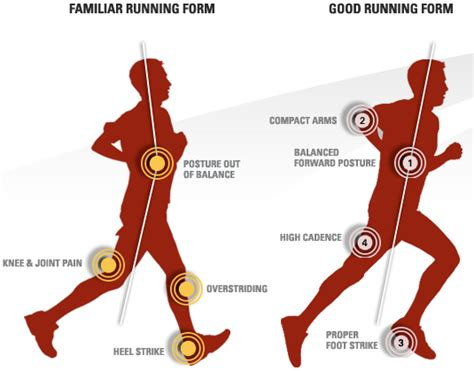 FAMILIAR RUNNING FORM
POSTURE OUT
OF BALANCE
KNEE & JOINT PAIN
OVERSTRIDING
HEEL STRIKE
GOOD RUNNING FORM
COMPACT ARMS
2
BALANCED
FORWARD POSTURE
1
HIGH CADENCE
4
PROPER
FOOT STRIKE
3